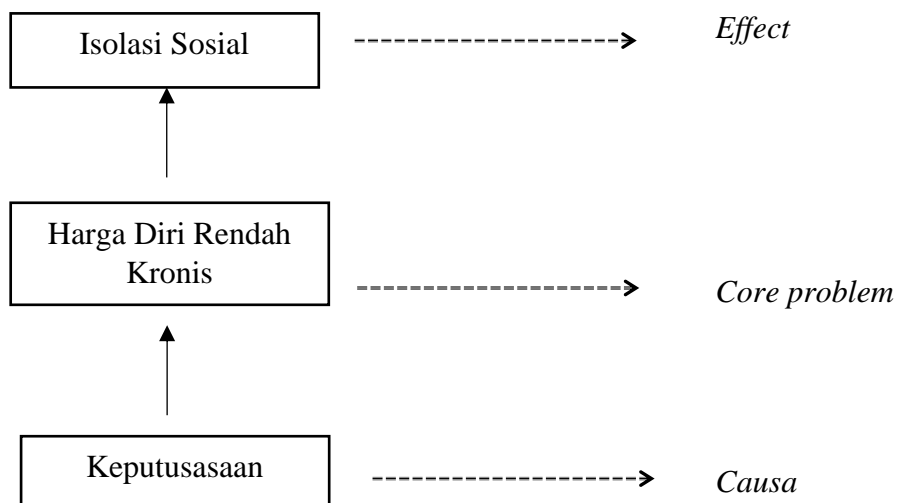 Isolasi Sosial
Effect
Harga Diri Rendah
Kronis
Core problem
Keputusasaan
Causa